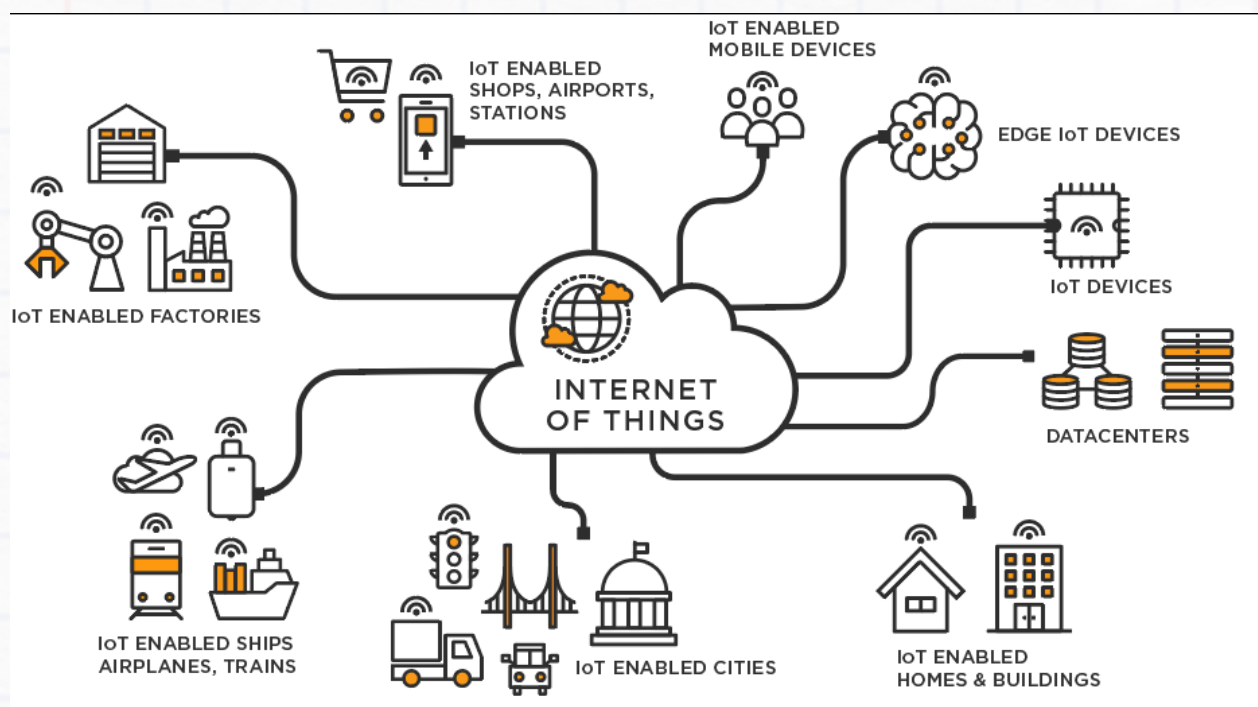 IoT ENABLED
MOBILE DEVICES
IoT ENABLED
SHOPS, AIRPORTS,
STATIONS
EDGE IoT DEVICES
IoT DEVICES
IoT ENABLED FACTORIES
INTERNET
OF THINGS
DATACENTERS
IoT ENABLED SHIPS
AIRPLANES, TRAINS
IoT ENABLED CITIES
IoT ENABLED
HOMES & BUILDINGS